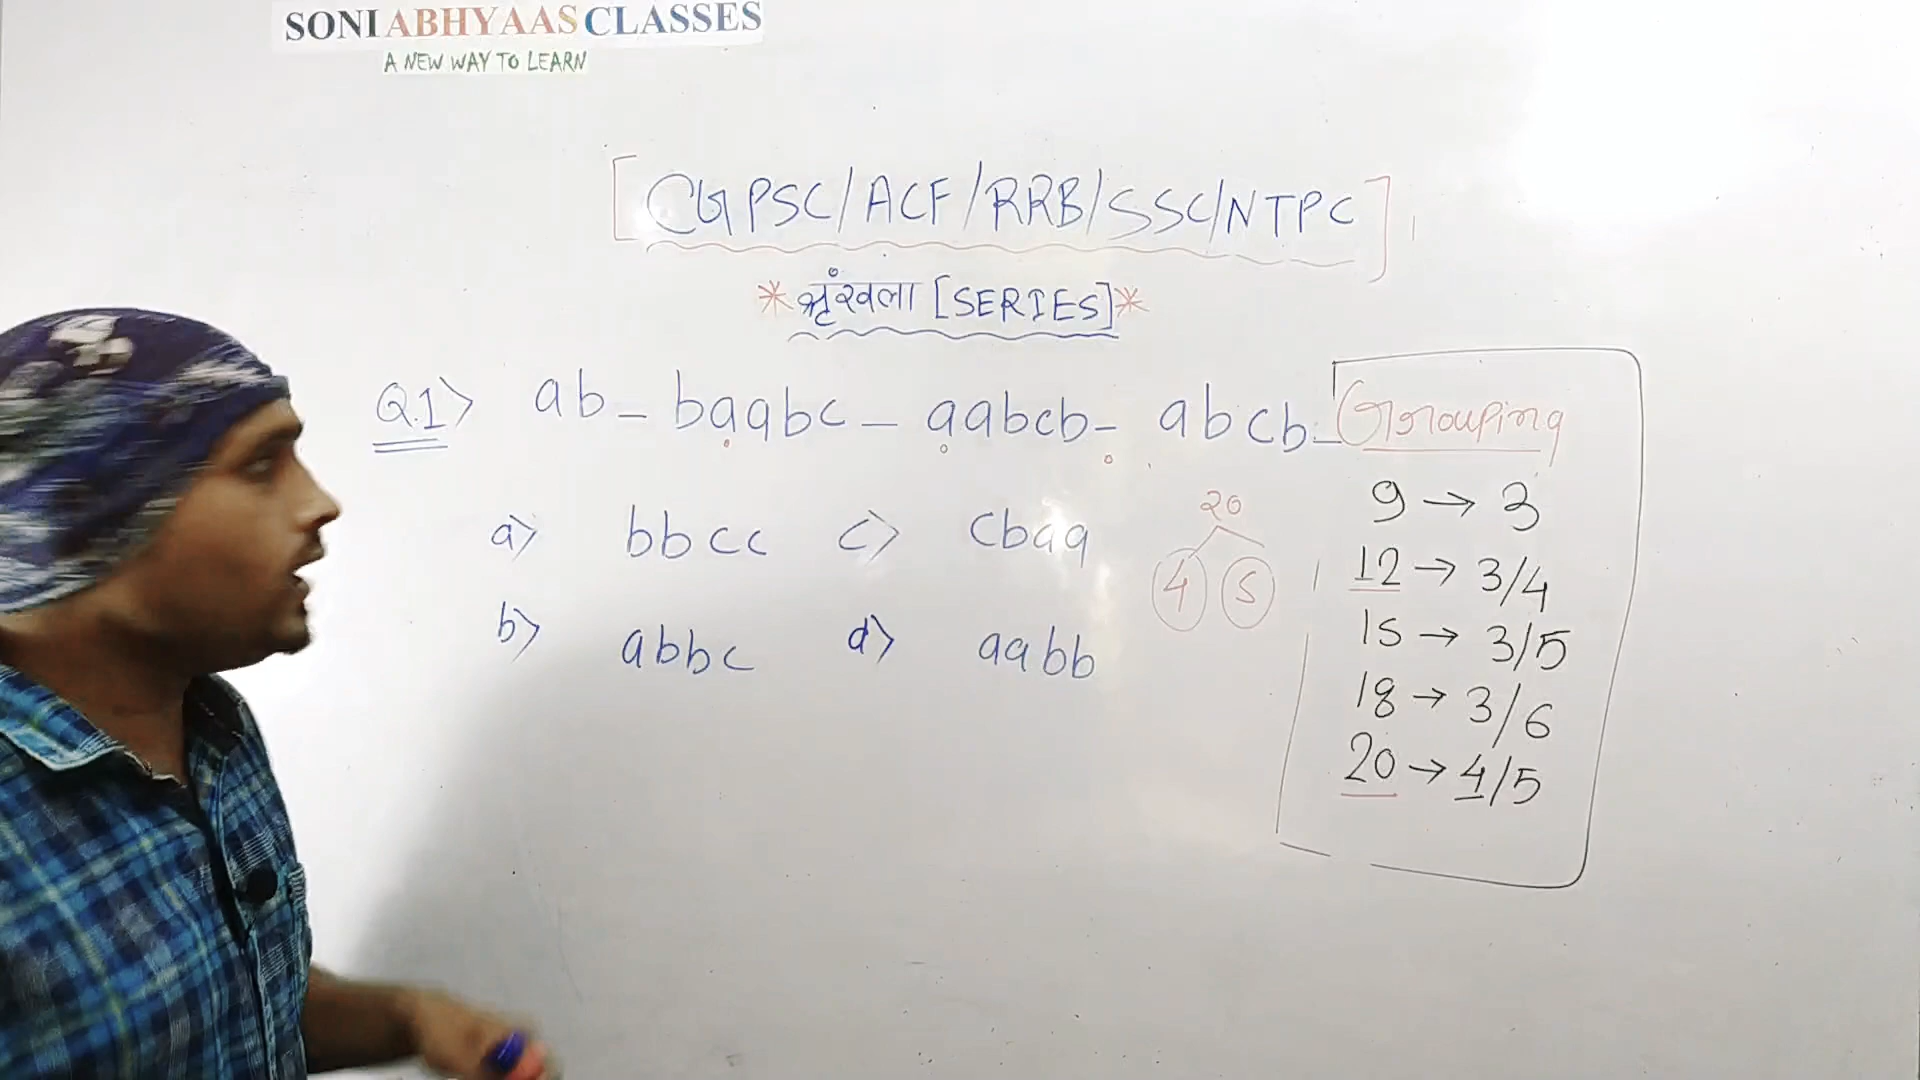 SONI ABHYAAS CLASSES
A NEW WAY TO LEARN
[CGPSC/ACF/RRB/SSC/NTPC]
*श्रृंखला [SERIES]*
Q.1> ab_baabc_aabcb_abcb_
Grouping
a> bbcc c> cbaa
b> abbc d> aabb
20
4 5
9 → 3
12 → 3/4
15 → 3/5
18 → 3/6
20 → 4/5